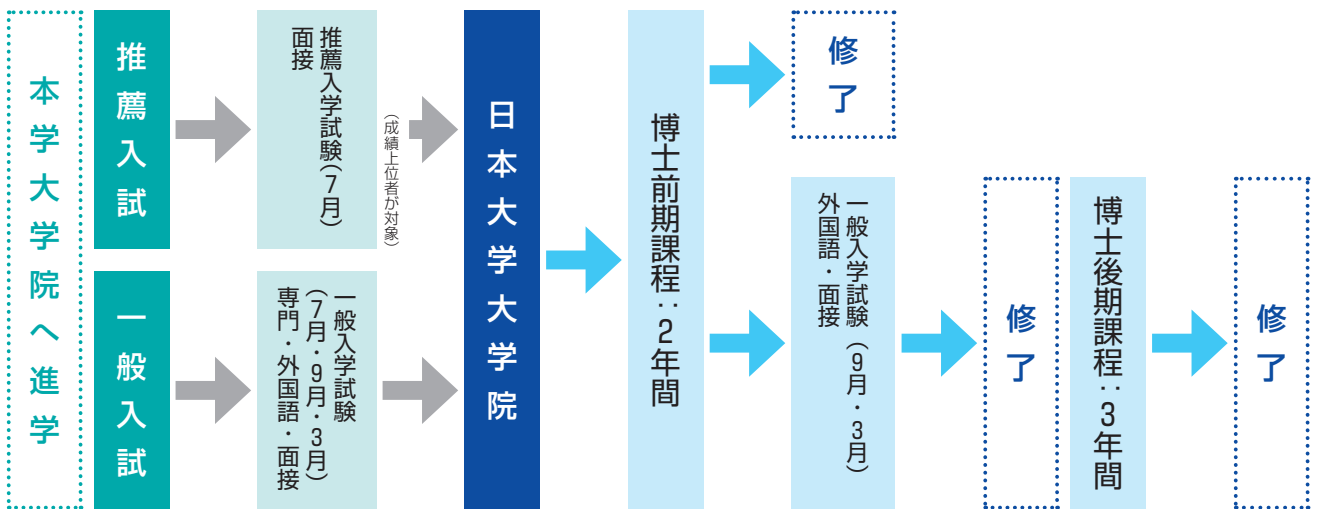 本学大学院へ進学
推薦入試
推薦入学試験(7月)
面接
(成績上位者が対象)
一般入試
一般入学試験
(7月・9月・3月)
専門・外国語・面接
日本大学大学院
博士前期課程:2年間
修了
一般入学試験(9月・3月)
外国語・面接
修了
博士後期課程:3年間
修了